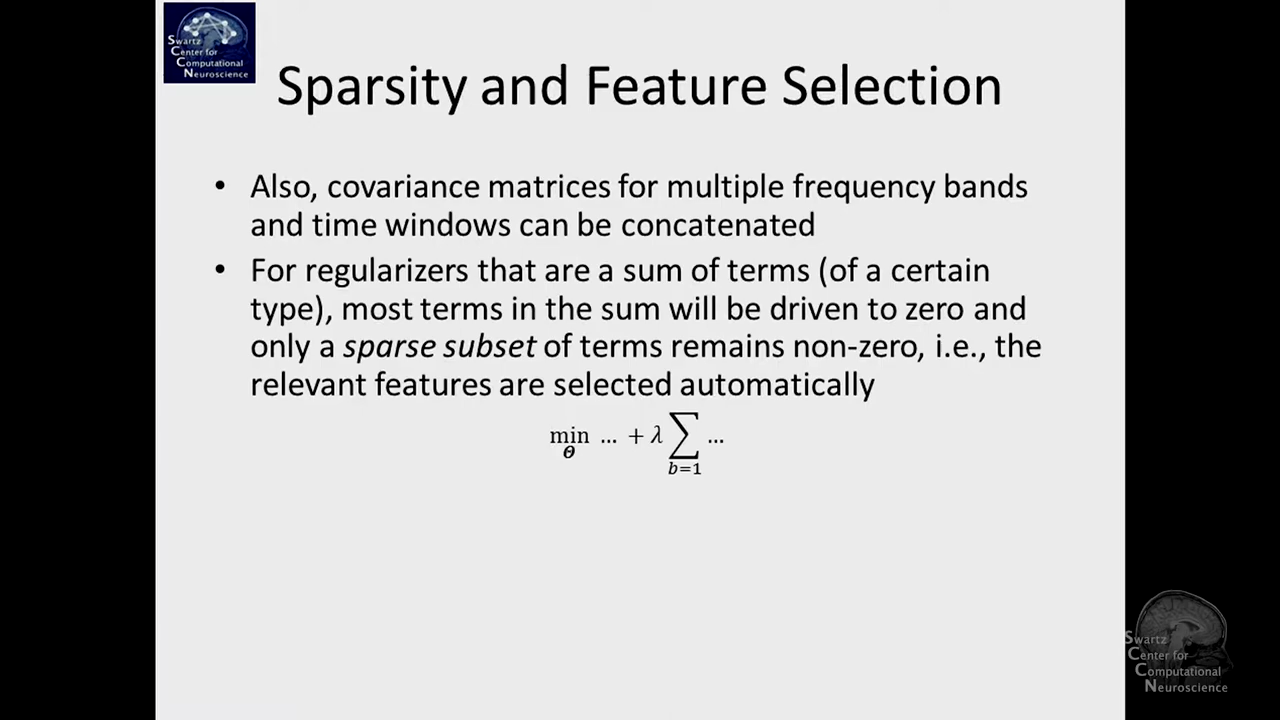 Swartz
Center for
Computational
Neuroscience
Sparsity and Feature Selection
• Also, covariance matrices for multiple frequency bands
and time windows can be concatenated
• For regularizers that are a sum of terms (of a certain
type), most terms in the sum will be driven to zero and
only a sparse subset of terms remains non-zero, i.e., the
relevant features are selected automatically
min_Θ … + λ ∑_{b=1} …
Swartz
Center for
Computational
Neuroscience